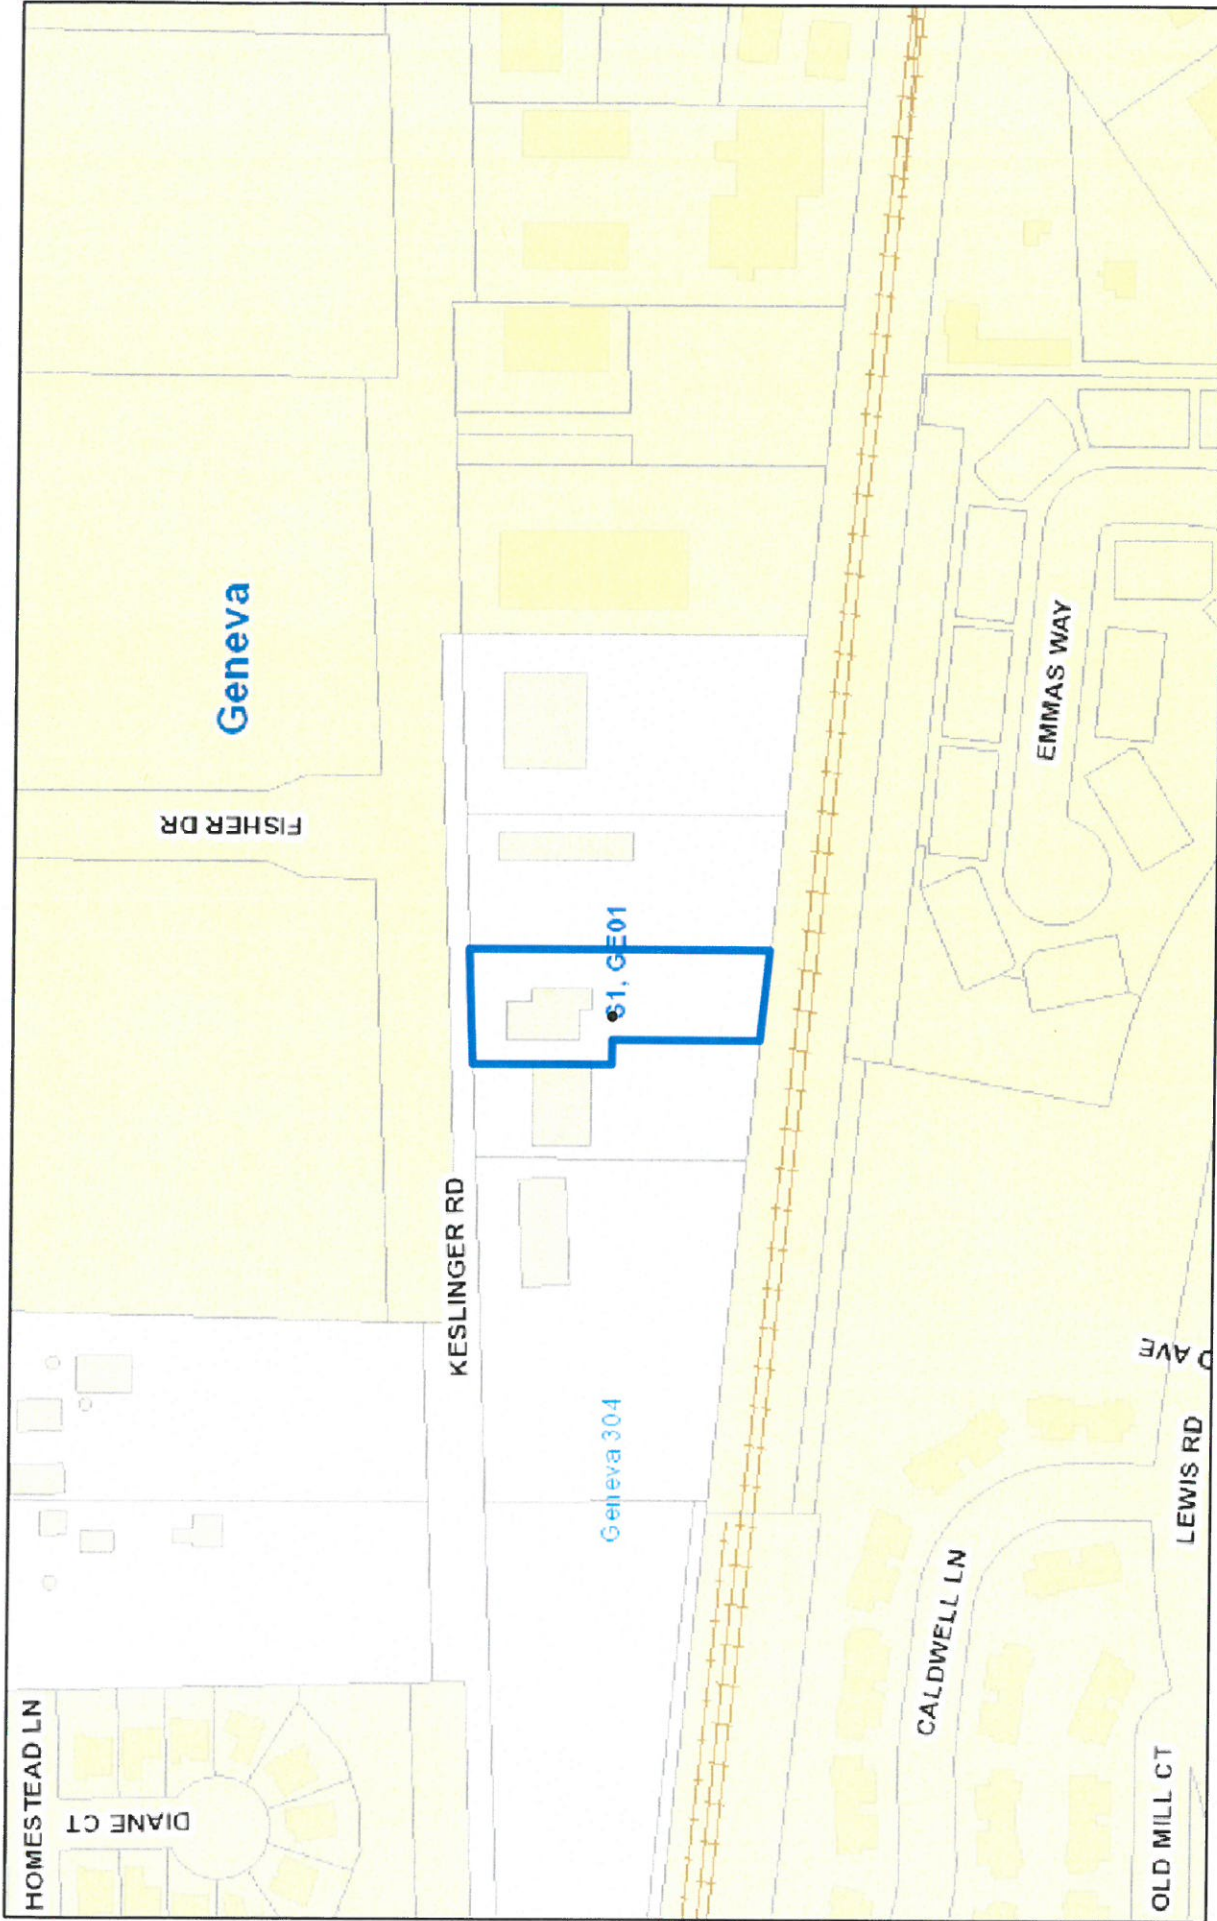 HOMESTEAD LN
DIANE CT
Geneva
FISHER DR
KESLINGER RD
Geneva 304
61, GE01
EMMAS WAY
CALDWELL LN
OLD MILL CT
LEWIS RD
AVE